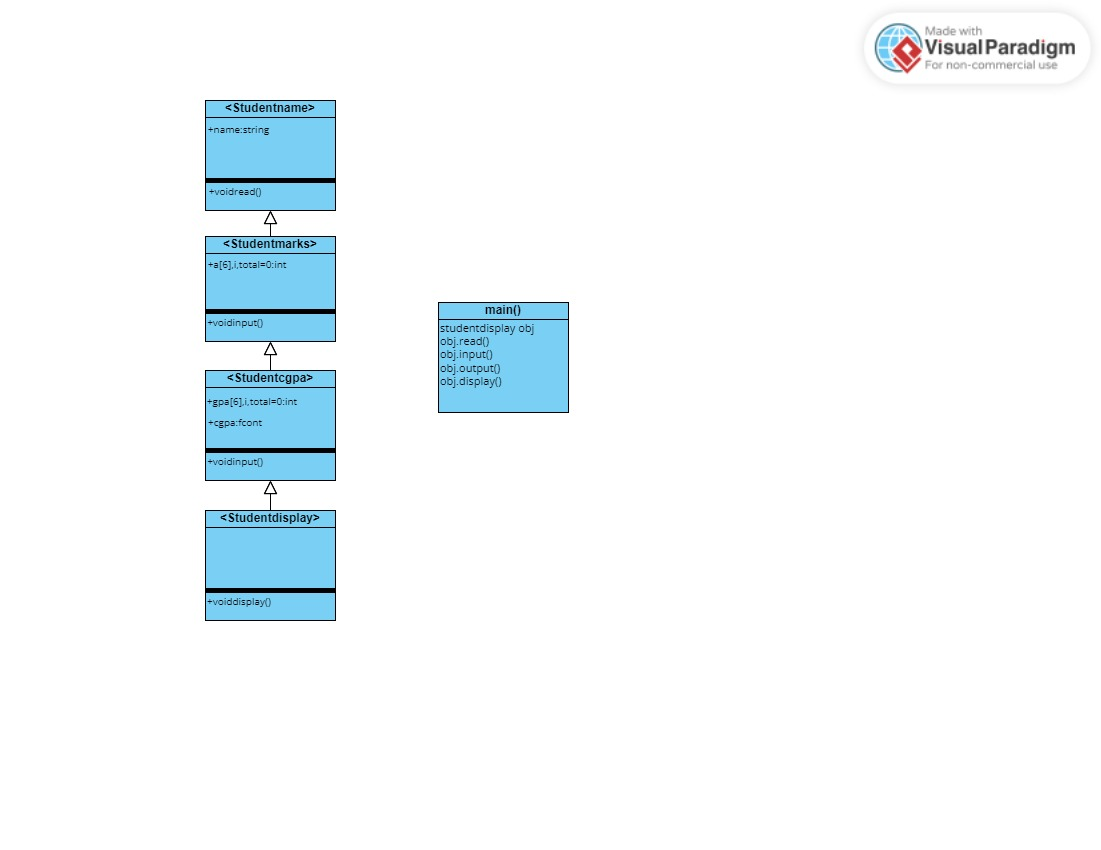 Made with
Visual Paradigm
For non-commercial use
<Studentname>
+name:string
+voidread()
<Studentmarks>
+a[6],i,total=0:int
+voidinput()
<Studentcgpa>
+gpa[6],i,total=0:int
+cgpa:fcont
+voidinput()
<Studentdisplay>
+voiddisplay()
main()
studentdisplay obj
obj.read()
obj.input()
obj.output()
obj.display()